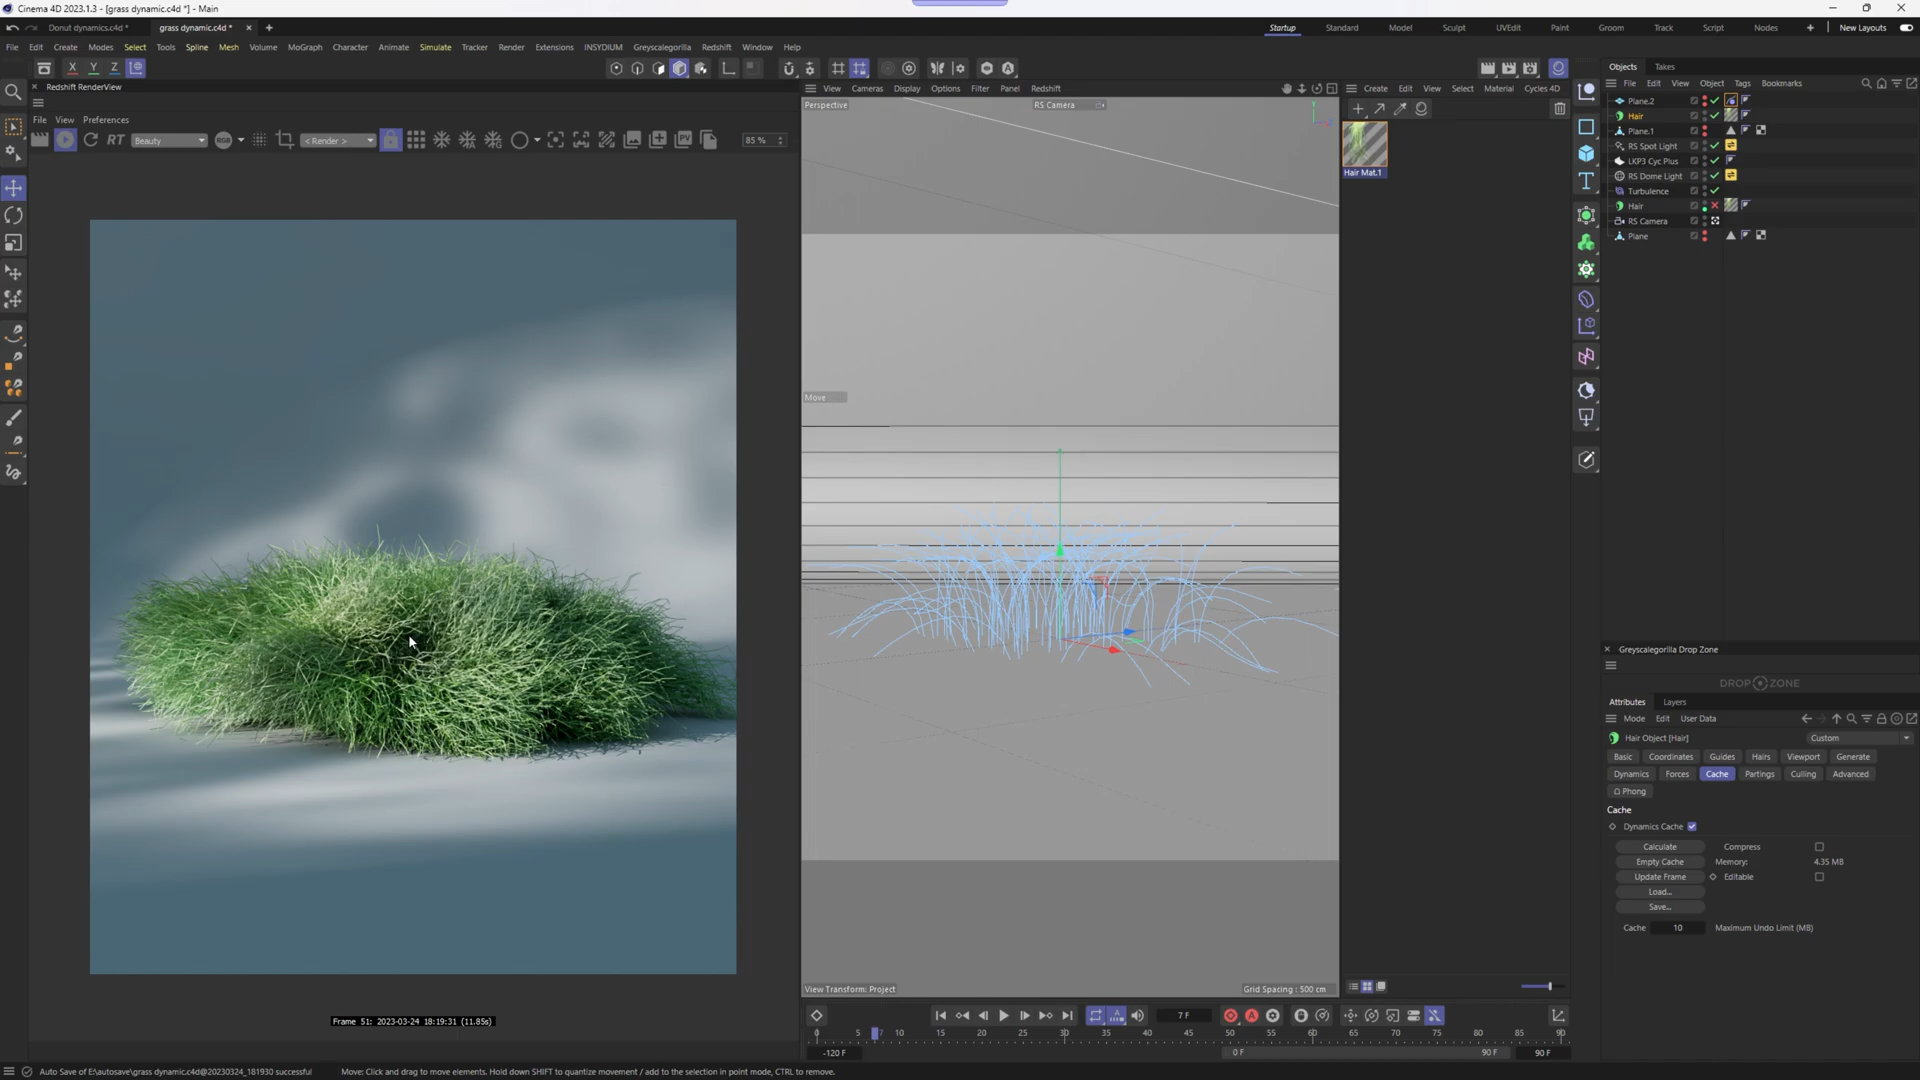 Cinema 4D 2023.1.3 - [grass dynamic.c4d *] - Main
Donut dynamics.c4d *
grass dynamic.c4d *
Startup Standard Model Sculpt UVEdit Paint Groom Track Script Nodes New Layouts
File Edit Create Modes Select Tools Spline Mesh Volume MoGraph Character Animate Simulate Tracker Render Extensions INSYDIUM Greyscalegorilla Redshift Window Help
X Y Z
Redshift RenderView
File View Preferences
RT Beauty RGB < Render > PV 85 %
Frame 51: 2023-03-24 18:19:31 (11.85s)
View Cameras Display Options Filter Panel Redshift
Perspective
RS Camera
Move
View Transform: Project
Grid Spacing : 500 cm
Create Edit View Select Material Cycles 4D
Hair Mat.1
Objects Takes
File Edit View Object Tags Bookmarks
Plane.2
Hair
Plane.1
RS Spot Light
LKP3 Cyc Plus
RS Dome Light
Turbulence
Hair
RS Camera
Plane
Greyscalegorilla Drop Zone
DROP ZONE
Attributes Layers
Mode Edit User Data
Hair Object [Hair]
Custom
Basic Coordinates Guides Hairs Viewport Generate
Dynamics Forces Cache Partings Culling Advanced
Phong
Cache
Dynamics Cache
Calculate Compress
Empty Cache Memory: 4.35 MB
Update Frame Editable
Load...
Save...
Cache 10 Maximum Undo Limit (MB)
7 F
0 5 7 10 15 20 25 30 35 40 45 50 55 60 65 70 75 80 85 90
-120 F 0 F 90 F 90 F
Auto Save of E:\autosave\grass dynamic.c4d@20230324_181930 successful
Move: Click and drag to move elements. Hold down SHIFT to quantize movement / add to the selection in point mode, CTRL to remove.